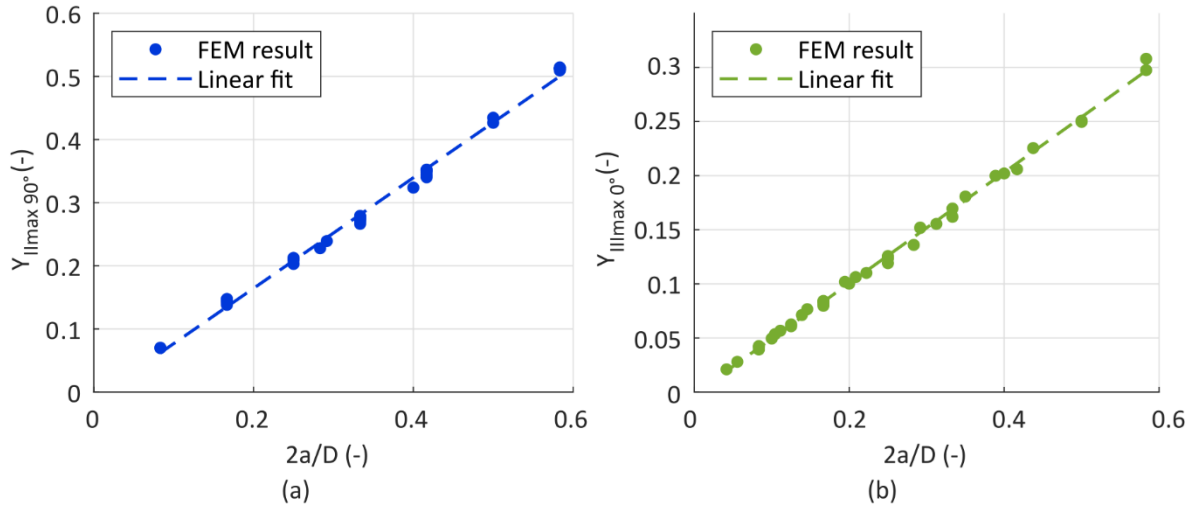 0.6
0.5
0.4
0.3
0.2
0.1
0
Y_IImax 90° (-)
FEM result
Linear fit
0 0.2 0.4 0.6
2a/D (-)
(a)
0.3
0.25
0.2
0.15
0.1
0.05
0
Y_IIImax 0° (-)
FEM result
Linear fit
0 0.2 0.4 0.6
2a/D (-)
(b)